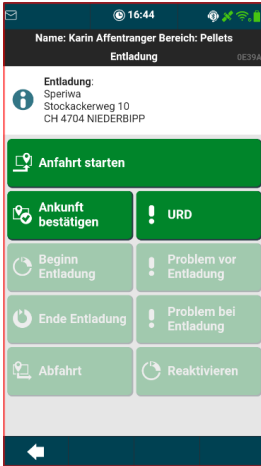 16:44
Name: Karin Affentranger Bereich: Pellets
Entladung
0E39A
Entladung:
Speriwa
Stockackerweg 10
CH 4704 NIEDERBIPP
Anfahrt starten
Ankunft
bestätigen
URD
Beginn
Entladung
Problem vor
Entladung
Ende Entladung
Problem bei
Entladung
Abfahrt
Reaktivieren